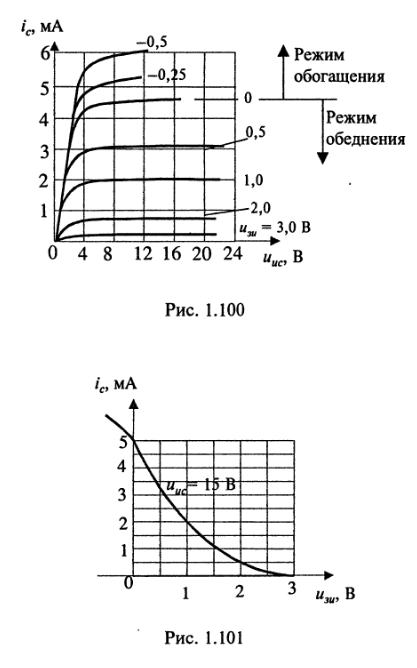 i_c, мА
6
5
4
3
2
1
0
−0,5
−0,25
0
0,5
1,0
2,0
u_зи = 3,0 В
Режим обогащения
Режим обеднения
4 8 12 16 20 24
u_ис, В
Рис. 1.100
i_c, мА
5
4
3
2
1
0
u_ис = 15 В
1 2 3
u_зи, В
Рис. 1.101